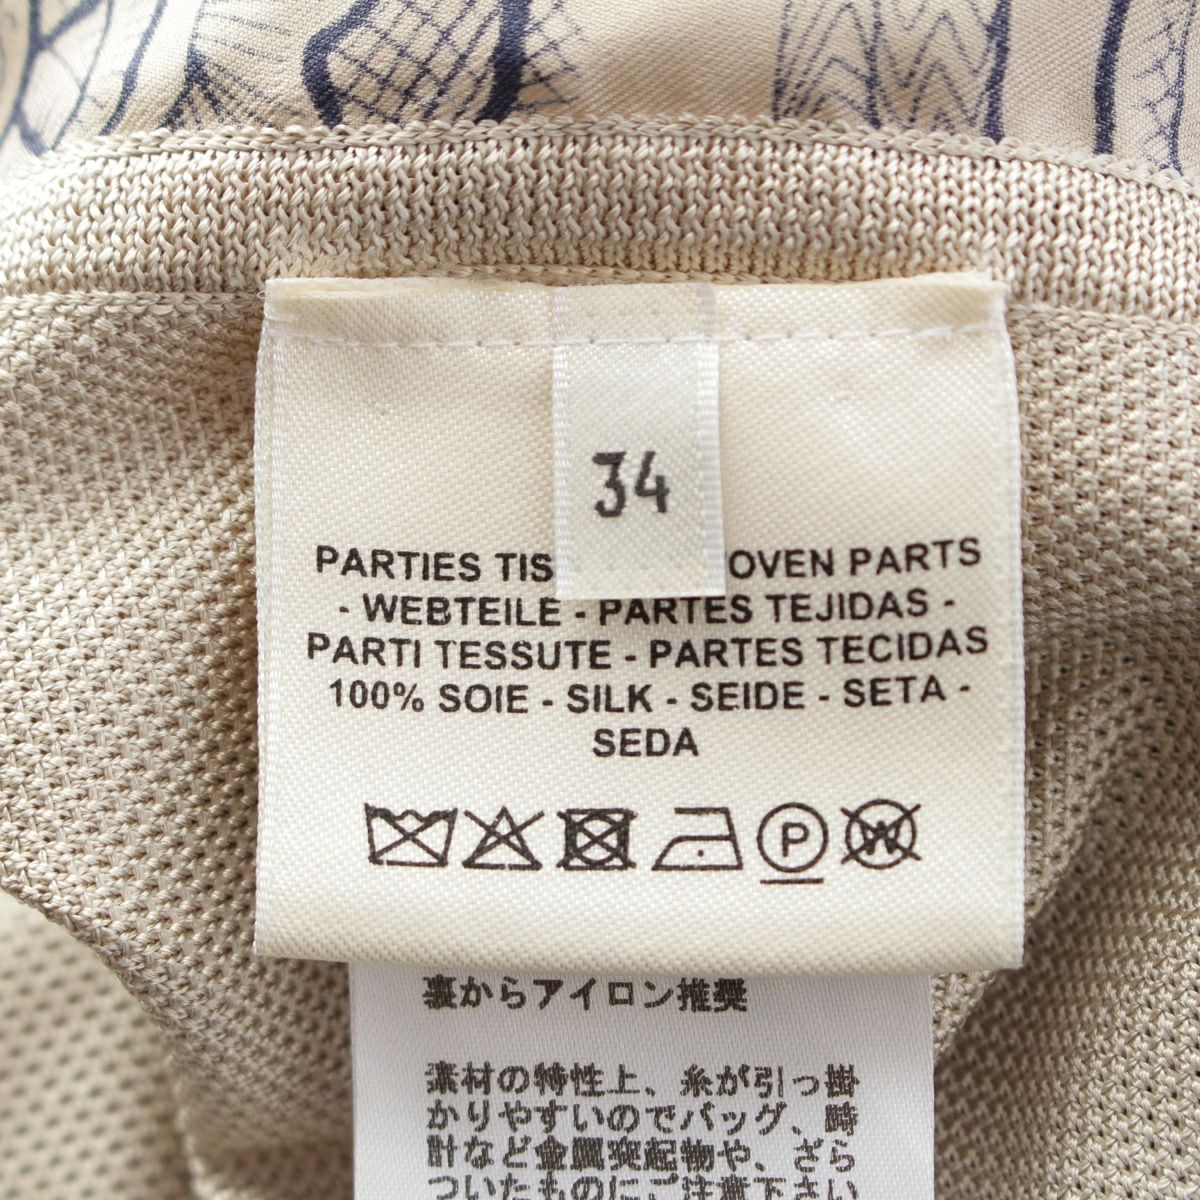 34
PARTIES TIS OVEN PARTS
- WEBTEILE - PARTES TEJIDAS -
PARTI TESSUTE - PARTES TECIDAS
100% SOIE - SILK - SEIDE - SETA -
SEDA
P W
裏からアイロン推奨
素材の特性上、糸が引っ掛
かりやすいのでバッグ、時
計など金属突起物や、ざら
ついたものにご注意下さい